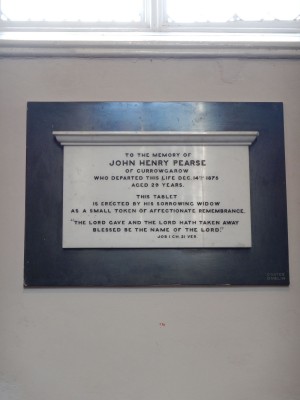 TO THE MEMORY OF
JOHN HENRY PEARSE
OF CURROWGAROW
WHO DEPARTED THIS LIFE DEC. 14TH 1876
AGED 29 YEARS.
THIS TABLET
IS ERECTED BY HIS SORROWING WIDOW
AS A SMALL TOKEN OF AFFECTIONATE REMEMBRANCE.
"THE LORD GAVE AND THE LORD HATH TAKEN AWAY
BLESSED BE THE NAME OF THE LORD."
JOB 1 CH. 21 VER.